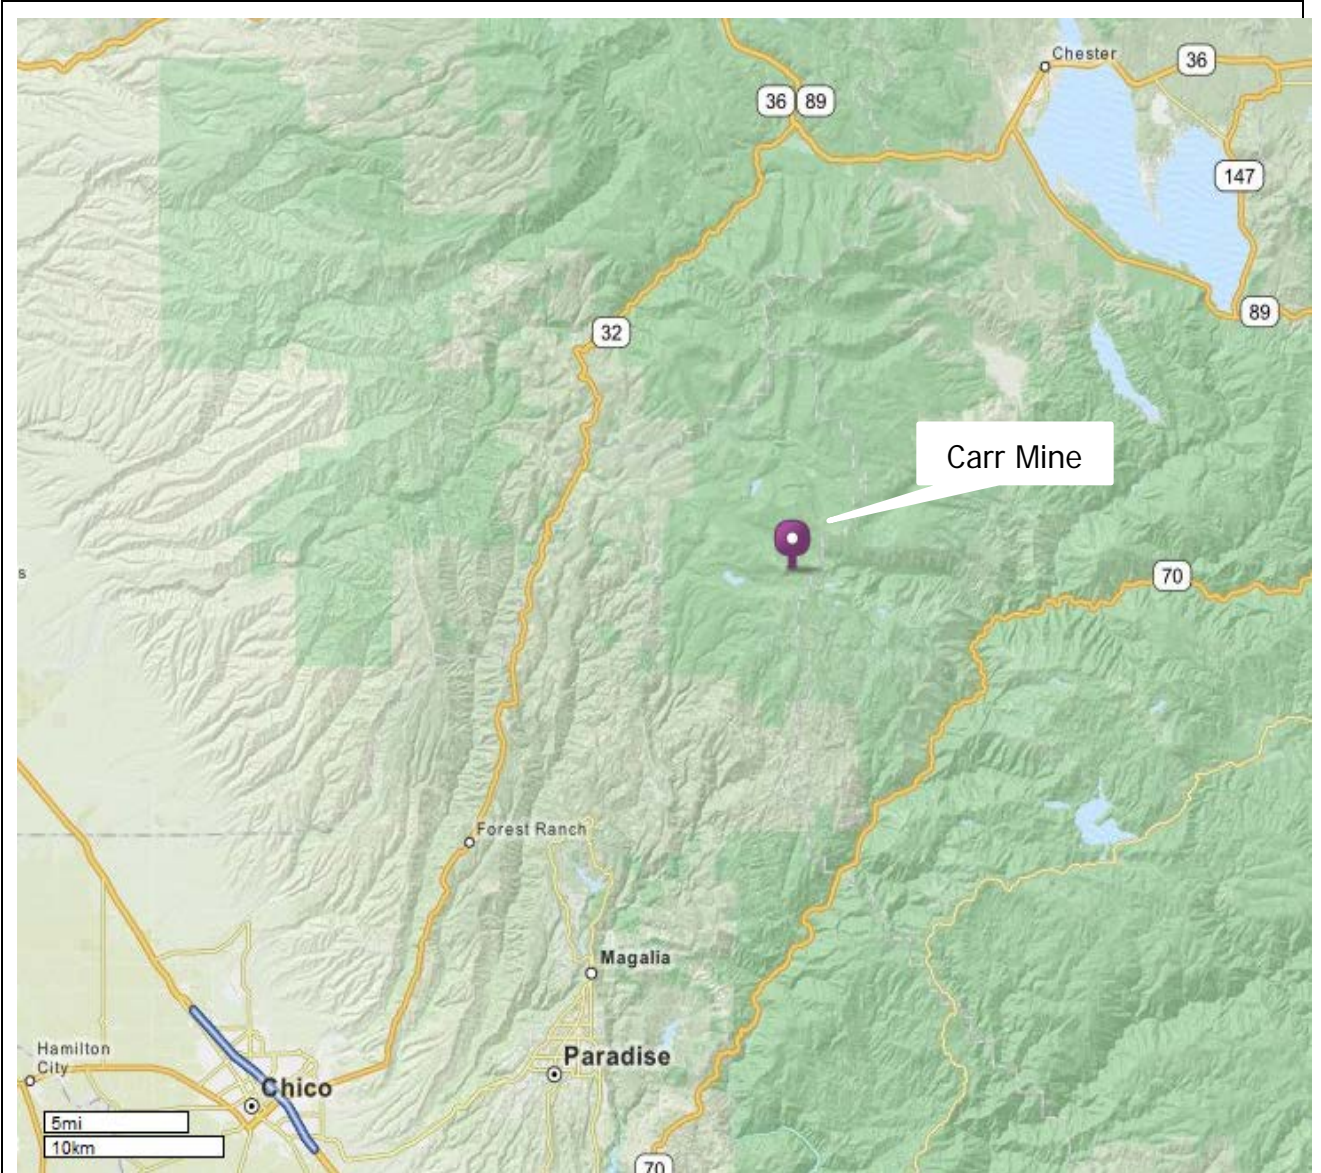 Chester
36
36 89
147
89
32
Carr Mine
s
70
Forest Ranch
Magalia
Hamilton
City
Paradise
Chico
5mi
10km
70